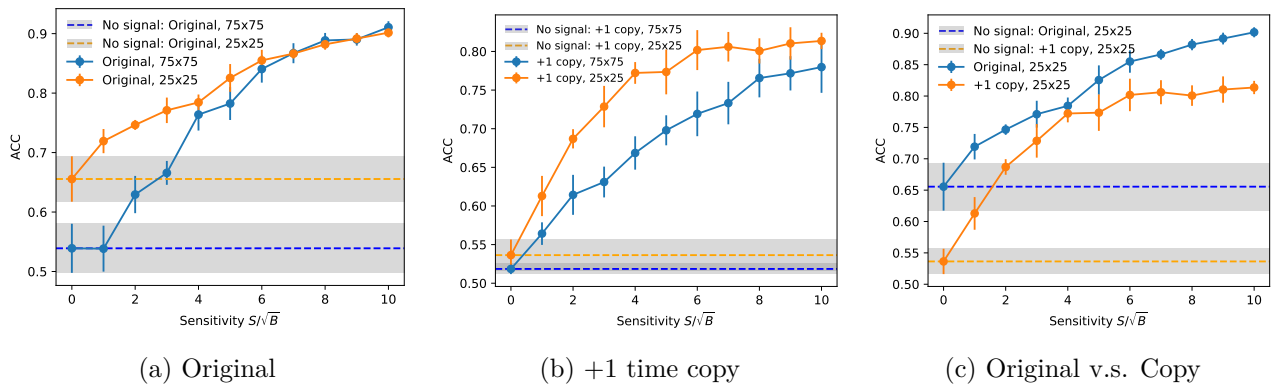 No signal: Original, 75x75
No signal: Original, 25x25
Original, 75x75
Original, 25x25
ACC
0.9
0.8
0.7
0.6
0.5
0 2 4 6 8 10
Sensitivity S/√B
(a) Original
No signal: +1 copy, 75x75
No signal: +1 copy, 25x25
+1 copy, 75x75
+1 copy, 25x25
ACC
0.80
0.75
0.70
0.65
0.60
0.55
0.50
0 2 4 6 8 10
Sensitivity S/√B
(b) +1 time copy
No signal: Original, 25x25
No signal: +1 copy, 25x25
Original, 25x25
+1 copy, 25x25
ACC
0.90
0.85
0.80
0.75
0.70
0.65
0.60
0.55
0.50
0 2 4 6 8 10
Sensitivity S/√B
(c) Original v.s. Copy